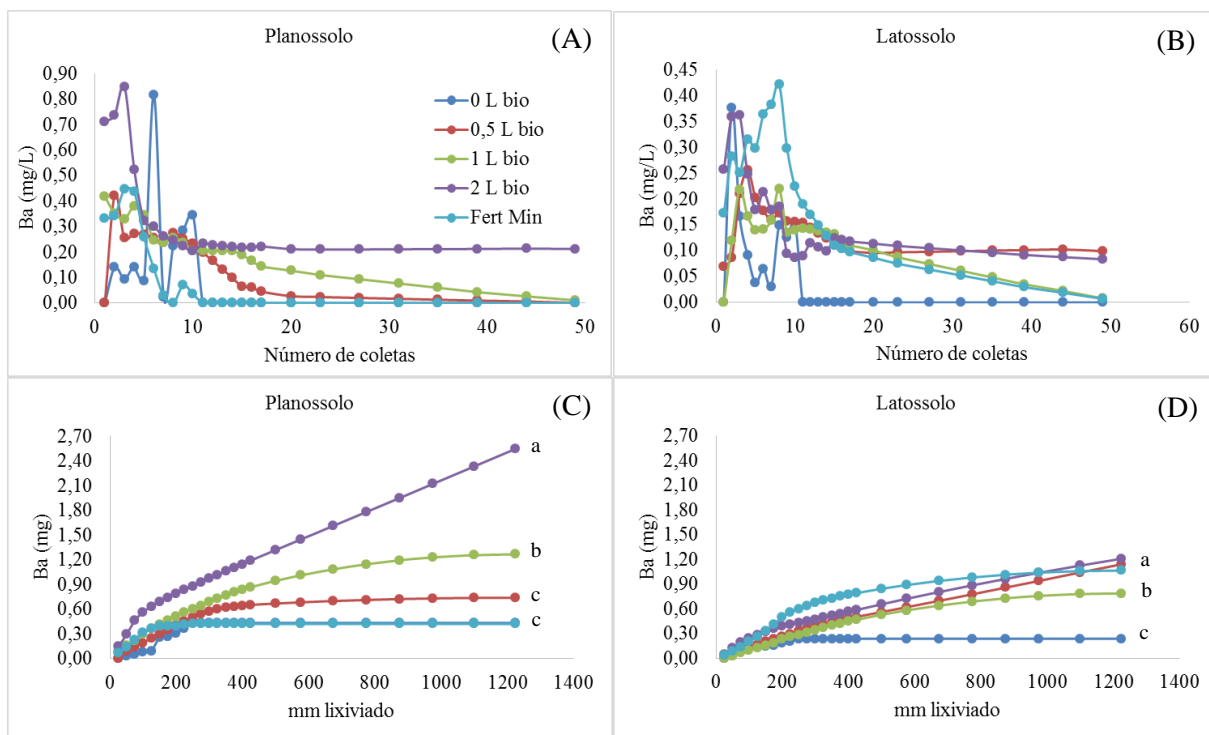 Planossolo
(A)
Ba (mg/L)
0,90
0,80
0,70
0,60
0,50
0,40
0,30
0,20
0,10
0,00
0 10 20 30 40 50
Número de coletas
0 L bio
0,5 L bio
1 L bio
2 L bio
Fert Min
Latossolo
(B)
Ba (mg/L)
0,45
0,40
0,35
0,30
0,25
0,20
0,15
0,10
0,05
0,00
0 10 20 30 40 50 60
Número de coletas
Planossolo
(C)
Ba (mg)
2,70
2,40
2,10
1,80
1,50
1,20
0,90
0,60
0,30
0,00
a
b
c
c
0 200 400 600 800 1000 1200 1400
mm lixiviado
Latossolo
(D)
Ba (mg)
2,70
2,40
2,10
1,80
1,50
1,20
0,90
0,60
0,30
0,00
a
b
c
0 200 400 600 800 1000 1200 1400
mm lixiviado